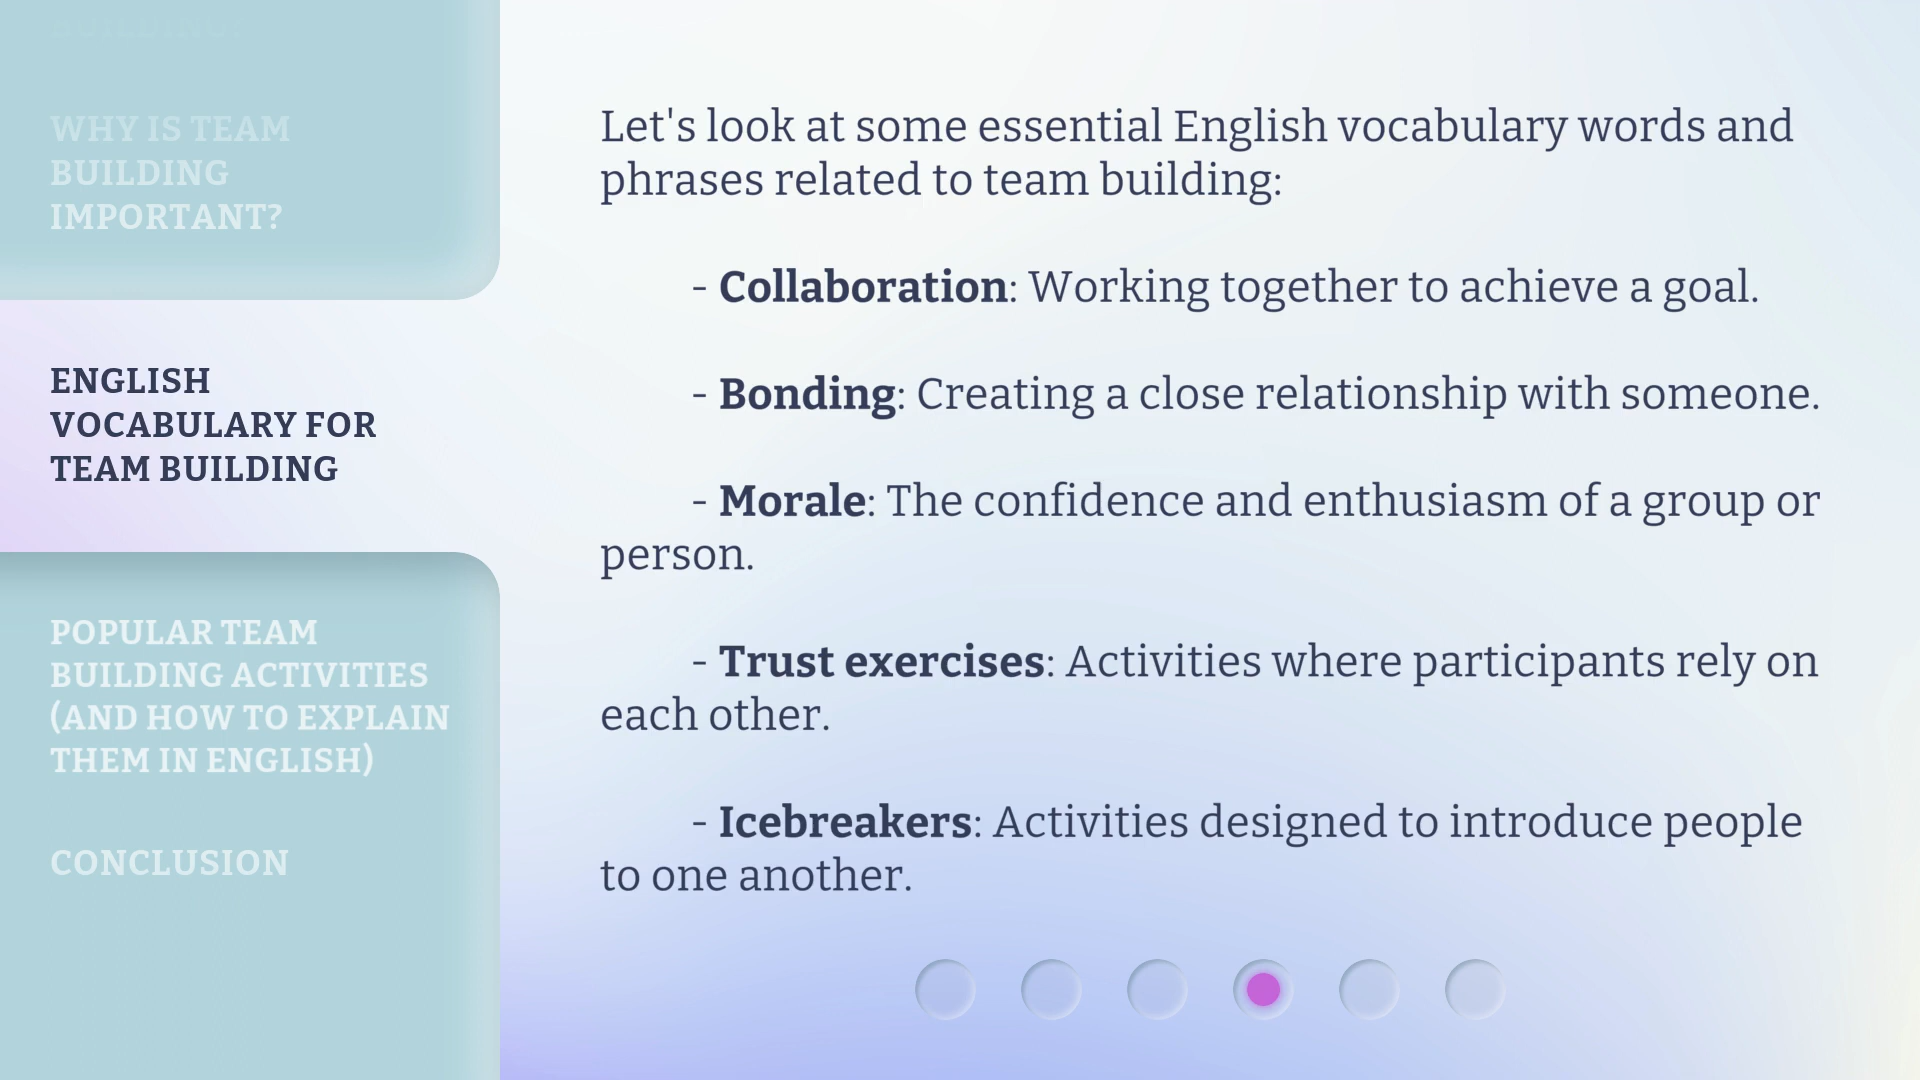 BUILDING?
WHY IS TEAM
BUILDING
IMPORTANT?
ENGLISH
VOCABULARY FOR
TEAM BUILDING
POPULAR TEAM
BUILDING ACTIVITIES
(AND HOW TO EXPLAIN
THEM IN ENGLISH)
CONCLUSION
Let's look at some essential English vocabulary words and
phrases related to team building:
- Collaboration: Working together to achieve a goal.
- Bonding: Creating a close relationship with someone.
- Morale: The confidence and enthusiasm of a group or
person.
- Trust exercises: Activities where participants rely on
each other.
- Icebreakers: Activities designed to introduce people
to one another.